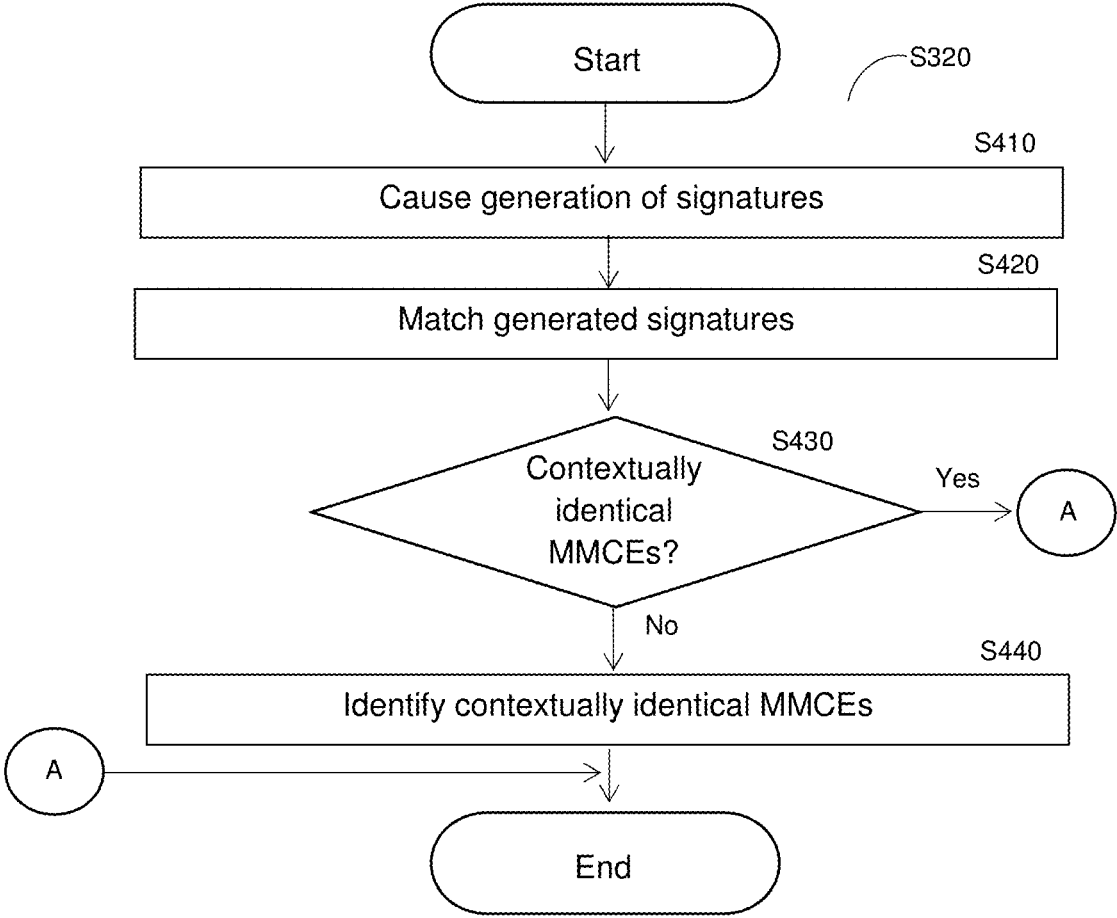 Start
S320
S410
Cause generation of signatures
S420
Match generated signatures
S430
Contextually
identical
MMCEs?
Yes
A
No
S440
Identify contextually identical MMCEs
A
End